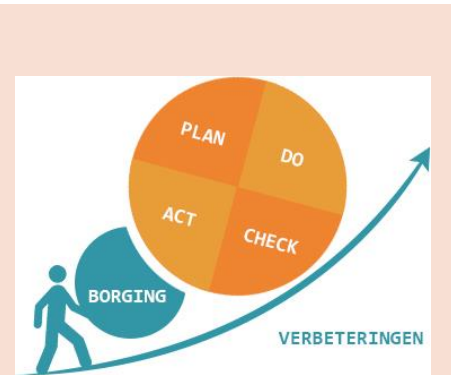 PLAN
DO
ACT
CHECK
BORGING
VERBETERINGEN